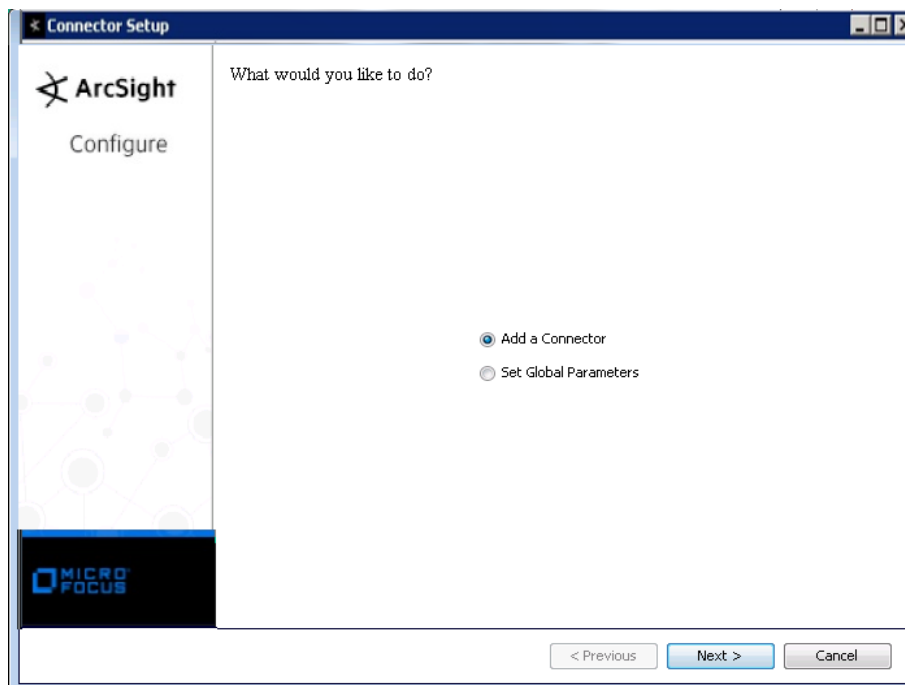 Connector Setup
ArcSight
Configure
What would you like to do?
Add a Connector
Set Global Parameters
MICRO
FOCUS
< Previous
Next >
Cancel